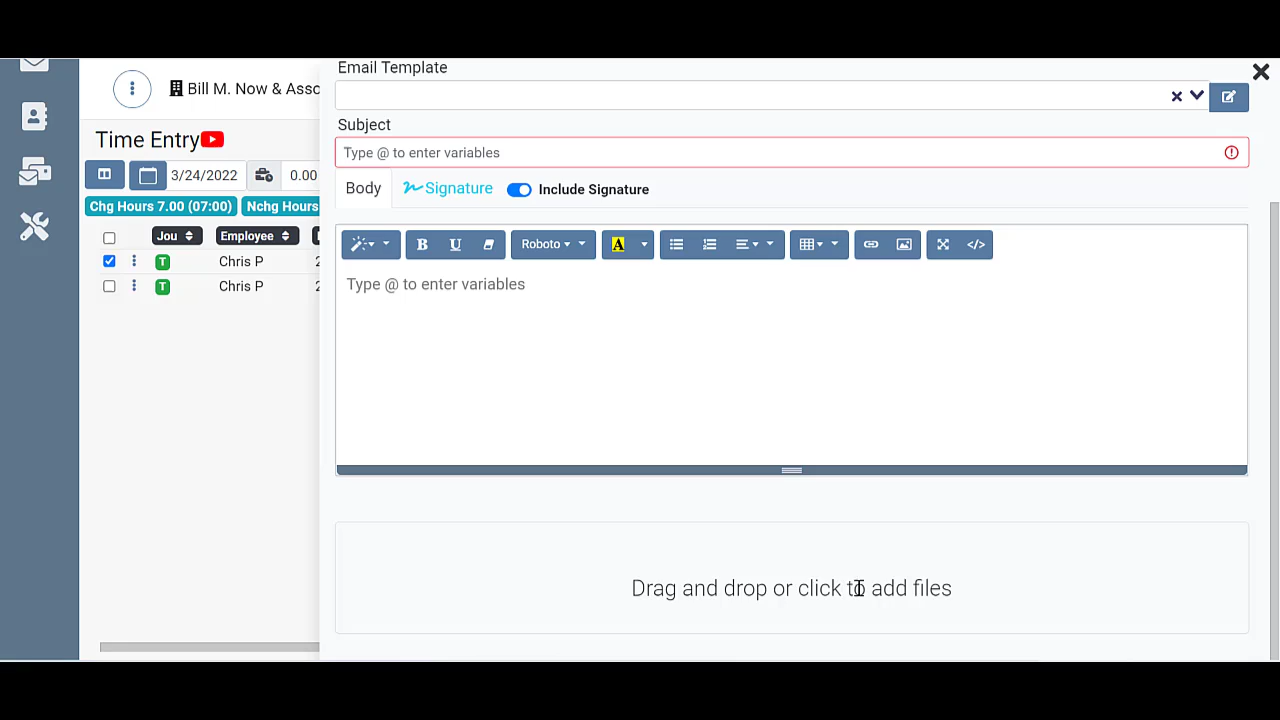 Email Template
Bill M. Now & Asso
Subject
Time Entry
Type @ to enter variables
3/24/2022
0.00
Body
Signature
Include Signature
Chg Hours 7.00 (07:00)
Nchg Hours
Jou
Employee
B
U
Roboto
A
</>
T
Chris P
2
Type @ to enter variables
T
Chris P
2
Drag and drop or click to add files